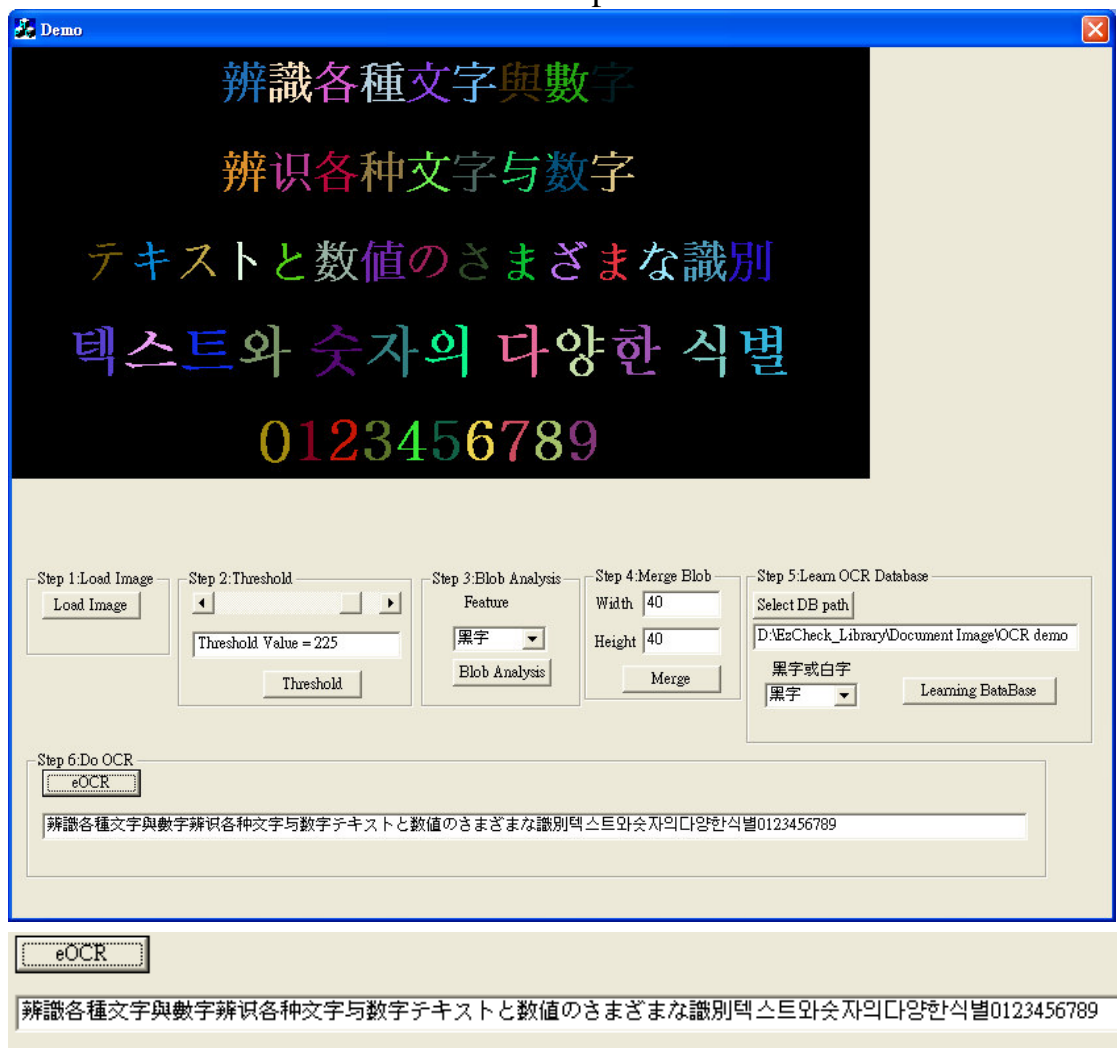 Demo
辨識各種文字與數字
辨识各种文字与数字
テキストと数値のさまざまな識別
텍스트와 숫자의 다양한 식별
0123456789
Step 1:Load Image
Load Image
Step 2:Threshold
Threshold Value = 225
Threshold
Step 3:Blob Analysis
Feature
黑字
Blob Analysis
Step 4:Merge Blob
Width 40
Height 40
Merge
Step 5:Learn OCR Database
Select DB path
D:\EzCheck_Library\Document Image\OCR demo
黑字或白字
黑字
Learning BataBase
Step 6:Do OCR
eOCR
辨識各種文字與數字辨识各种文字与数字テキストと数値のさまざまな識別텍스트와숫자의다양한식별0123456789
eOCR
辨識各種文字與數字辨识各种文字与数字テキストと数値のさまざまな識別텍스트와숫자의다양한식별0123456789